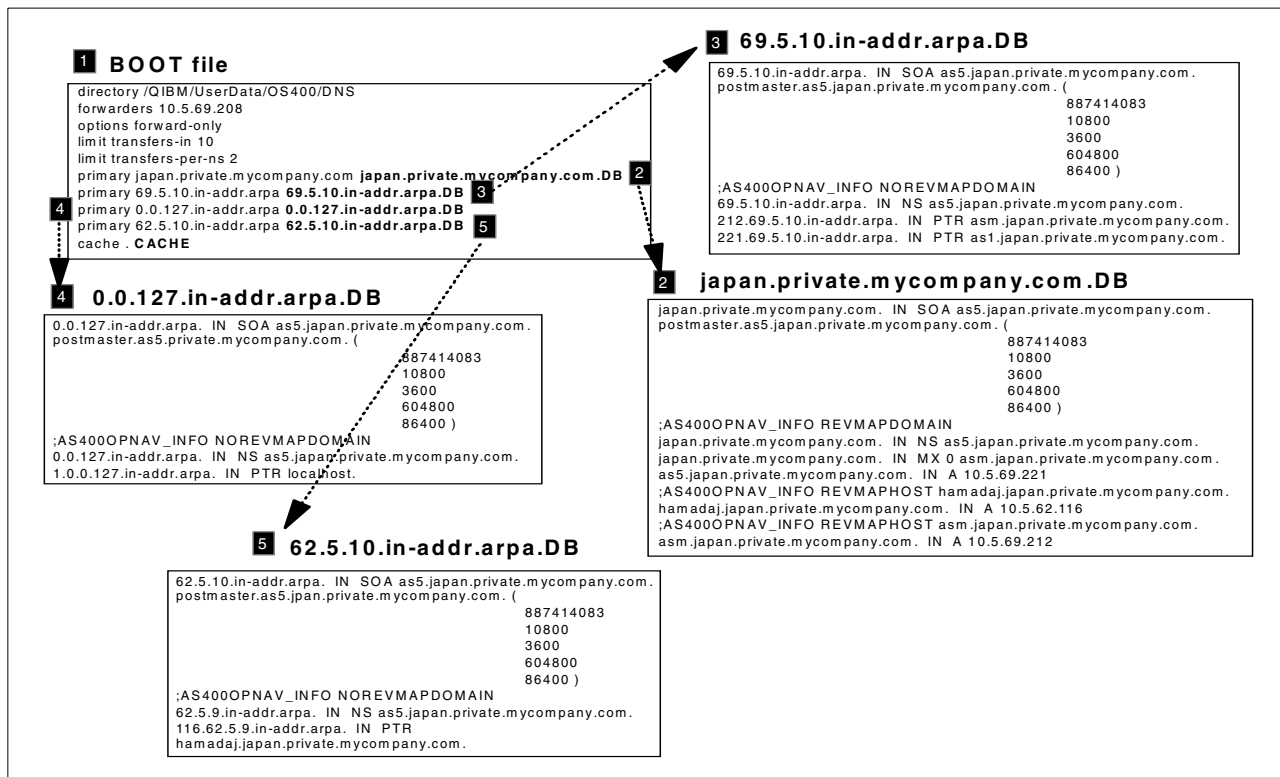 1 BOOT file
directory /QIBM/UserData/OS400/DNS
forwarders 10.5.69.208
options forward-only
limit transfers-in 10
limit transfers-per-ns 2
primary japan.private.mycompany.com japan.private.mycompany.com.DB 2
primary 69.5.10.in-addr.arpa 69.5.10.in-addr.arpa.DB 3
4 primary 0.0.127.in-addr.arpa 0.0.127.in-addr.arpa.DB
primary 62.5.10.in-addr.arpa 62.5.10.in-addr.arpa.DB 5
cache . CACHE
3 69.5.10.in-addr.arpa.DB
69.5.10.in-addr.arpa. IN SOA as5.japan.private.mycompany.com.
postmaster.as5.japan.private.mycompany.com. (
887414083
10800
3600
604800
86400 )
;AS400OPNAV_INFO NOREVMAPDOMAIN
69.5.10.in-addr.arpa. IN NS as5.japan.private.mycompany.com.
212.69.5.10.in-addr.arpa. IN PTR asm.japan.private.mycompany.com.
221.69.5.10.in-addr.arpa. IN PTR as1.japan.private.mycompany.com.
4 0.0.127.in-addr.arpa.DB
0.0.127.in-addr.arpa. IN SOA as5.japan.private.mycompany.com.
postmaster.as5.private.mycompany.com. (
887414083
10800
3600
604800
86400 )
;AS400OPNAV_INFO NOREVMAPDOMAIN
0.0.127.in-addr.arpa. IN NS as5.japan.private.mycompany.com.
1.0.0.127.in-addr.arpa. IN PTR localhost.
2 japan.private.mycompany.com.DB
japan.private.mycompany.com. IN SOA as5.japan.private.mycompany.com.
postmaster.as5.japan.private.mycompany.com. (
887414083
10800
3600
604800
86400 )
;AS400OPNAV_INFO REVMAPDOMAIN
japan.private.mycompany.com. IN NS as5.japan.private.mycompany.com.
japan.private.mycompany.com. IN MX 0 asm.japan.private.mycompany.com.
as5.japan.private.mycompany.com. IN A 10.5.69.221
;AS400OPNAV_INFO REVMAPHOST hamadaj.japan.private.mycompany.com.
hamadaj.japan.private.mycompany.com. IN A 10.5.62.116
;AS400OPNAV_INFO REVMAPHOST asm.japan.private.mycompany.com.
asm.japan.private.mycompany.com. IN A 10.5.69.212
5 62.5.10.in-addr.arpa.DB
62.5.10.in-addr.arpa. IN SOA as5.japan.private.mycompany.com.
postmaster.as5.jpan.private.mycompany.com. (
887414083
10800
3600
604800
86400 )
;AS400OPNAV_INFO NOREVMAPDOMAIN
62.5.9.in-addr.arpa. IN NS as5.japan.private.mycompany.com.
116.62.5.9.in-addr.arpa. IN PTR
hamadaj.japan.private.mycompany.com.